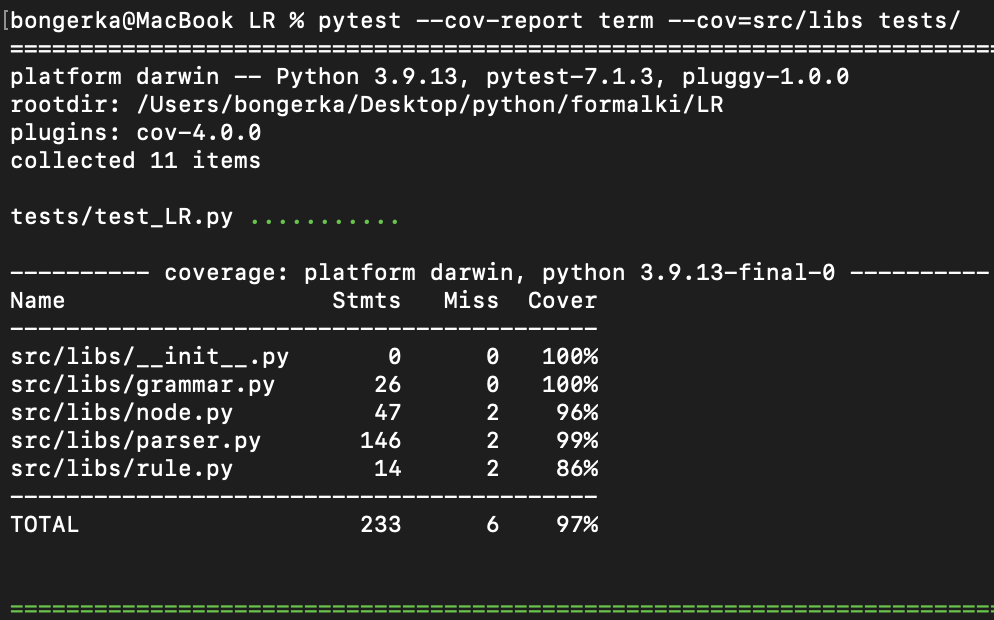 [bongerka@MacBook LR % pytest --cov-report term --cov=src/libs tests/
=======================================================================
platform darwin -- Python 3.9.13, pytest-7.1.3, pluggy-1.0.0
rootdir: /Users/bongerka/Desktop/python/formalki/LR
plugins: cov-4.0.0
collected 11 items
tests/test_LR.py ...........
---------- coverage: platform darwin, python 3.9.13-final-0 ----------
Name                   Stmts   Miss  Cover
------------------------------------------
src/libs/__init__.py       0      0   100%
src/libs/grammar.py       26      0   100%
src/libs/node.py          47      2    96%
src/libs/parser.py       146      2    99%
src/libs/rule.py          14      2    86%
------------------------------------------
TOTAL                    233      6    97%
=======================================================================